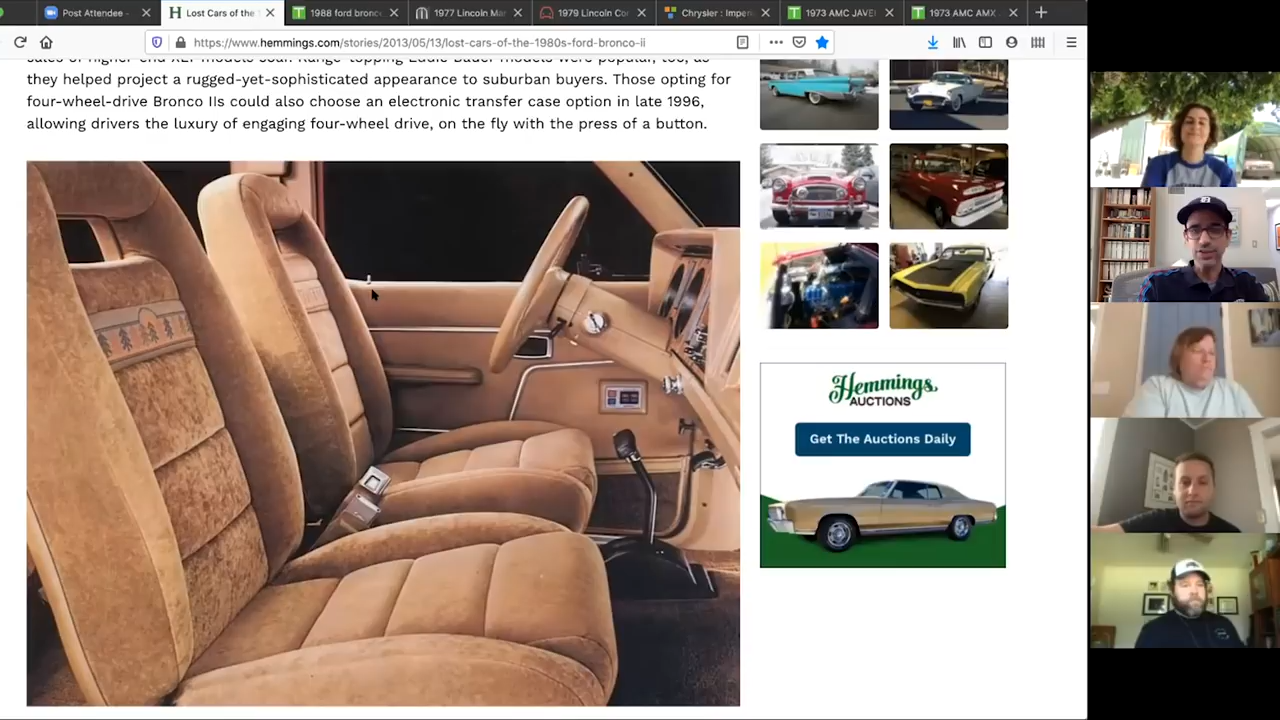 Post Attendee -
Lost Cars of the
1988 ford bronc
1977 Lincoln Ma
1979 Lincoln Co
Chrysler : Imper
1973 AMC JAVE
1973 AMC AMX
https://www.hemmings.com/stories/2013/05/13/lost-cars-of-the-1980s-ford-bronco-ii
they helped project a rugged-yet-sophisticated appearance to suburban buyers. Those opting for
four-wheel-drive Bronco IIs could also choose an electronic transfer case option in late 1996,
allowing drivers the luxury of engaging four-wheel drive, on the fly with the press of a button.
Hemmings
AUCTIONS
Get The Auctions Daily